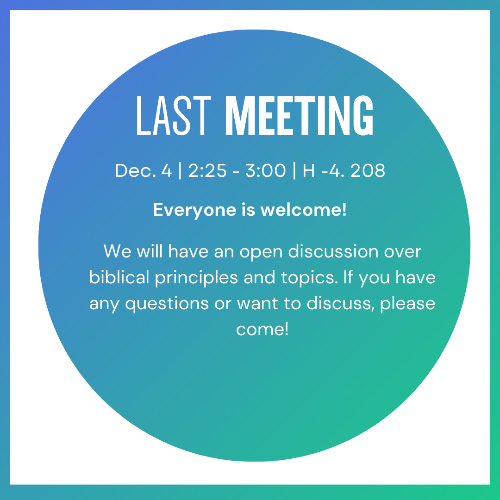 LAST MEETING
Dec. 4 | 2:25 - 3:00 | H -4. 208
Everyone is welcome!
We will have an open discussion over
biblical principles and topics. If you have
any questions or want to discuss, please
come!